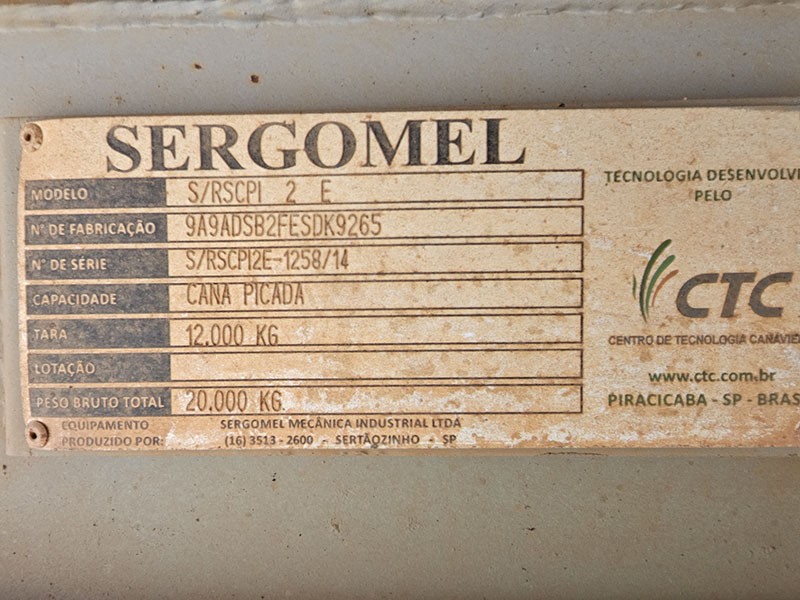 SERGOMEL
MODELO S/RSCPI 2 E
Nº DE FABRICAÇÃO 9A9ADSB2FESDK9265
Nº DE SÉRIE S/RSCPI2E-1258/14
CAPACIDADE CANA PICADA
TARA 12.000 KG
LOTAÇÃO
PESO BRUTO TOTAL 20.000 KG
EQUIPAMENTO PRODUZIDO POR: SERGOMEL MECÂNICA INDUSTRIAL LTDA
(16) 3513 - 2600 - SERTÃOZINHO - SP
TECNOLOGIA DESENVOLVI
PELO
CTC
CENTRO DE TECNOLOGIA CANAVIE
www.ctc.com.br
PIRACICABA - SP - BRAS